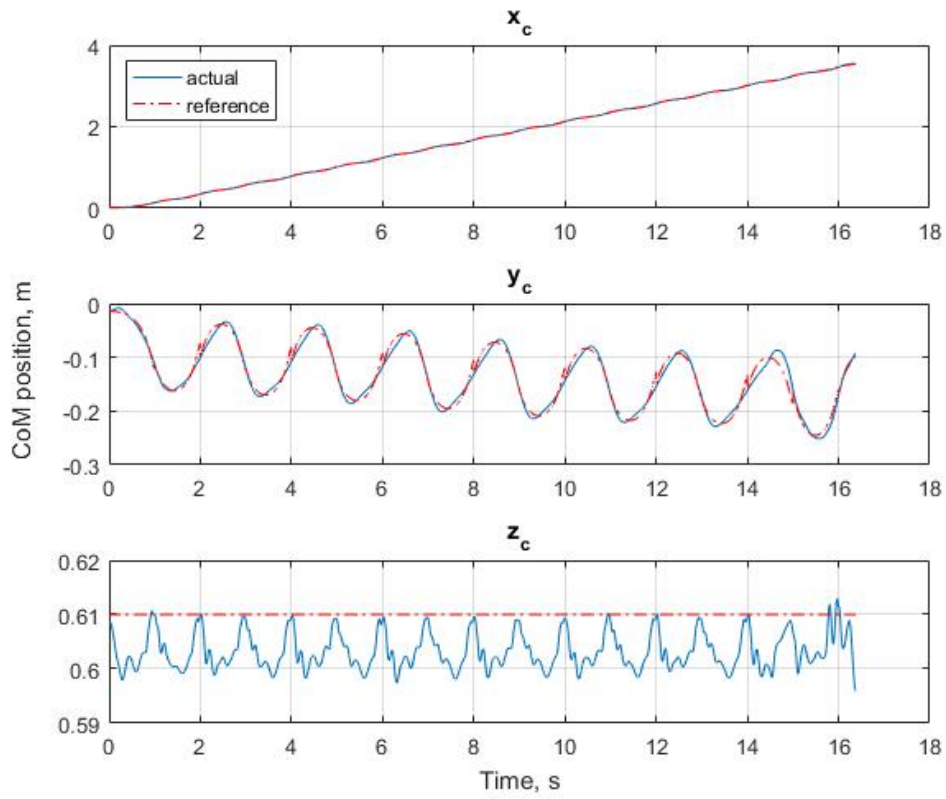 x_c
4
actual
reference
2
0
0 2 4 6 8 10 12 14 16 18
y_c
0
-0.1
-0.2
-0.3
0 2 4 6 8 10 12 14 16 18
CoM position, m
z_c
0.62
0.61
0.6
0.59
0 2 4 6 8 10 12 14 16 18
Time, s